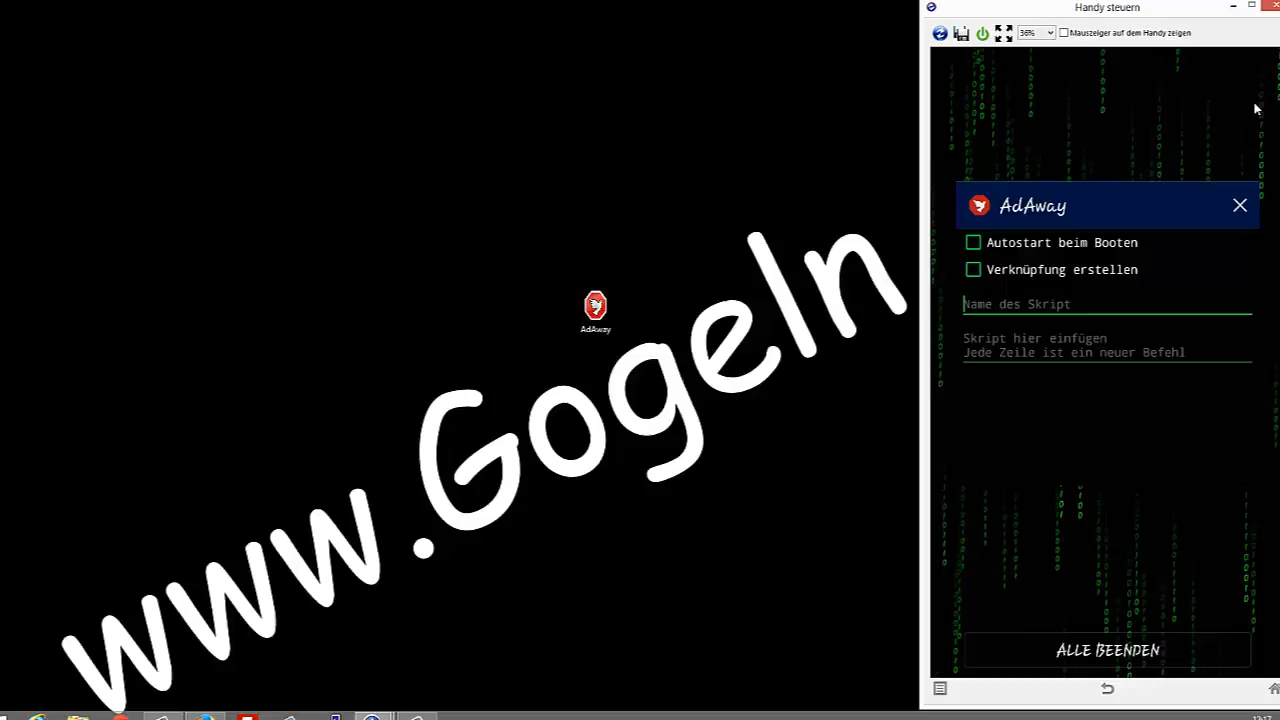 Handy steuern
36%
Mauszeiger auf dem Handy zeigen
AdAway
Autostart beim Booten
Verknüpfung erstellen
Name des Skript
Skript hier einfügen
Jede Zeile ist ein neuer Befehl
AdAway
www.Gogeln
ALLE BEENDEN